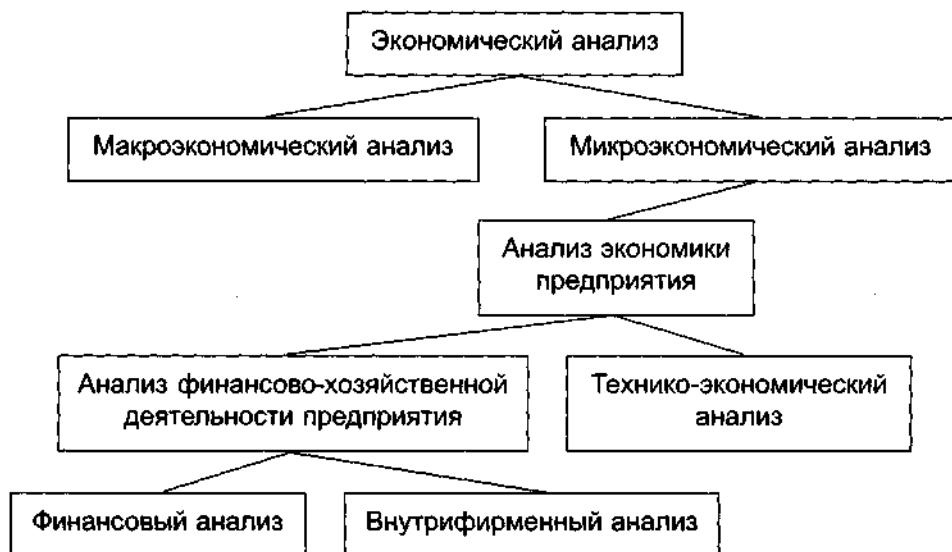 Экономический анализ
Макроэкономический анализ
Микроэкономический анализ
Анализ экономики
предприятия
Анализ финансово-хозяйственной
деятельности предприятия
Технико-экономический
анализ
Финансовый анализ
Внутрифирменный анализ